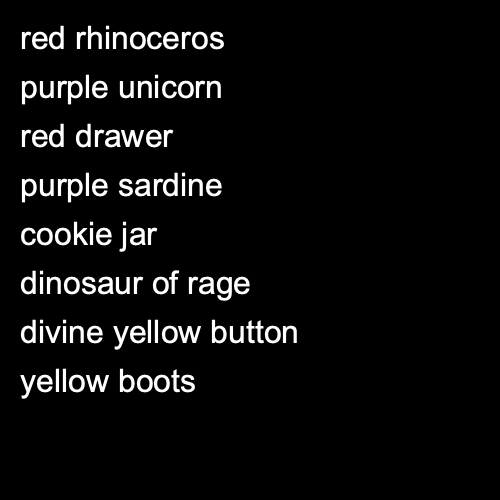 red rhinoceros
purple unicorn
red drawer
purple sardine
cookie jar
dinosaur of rage
divine yellow button
yellow boots